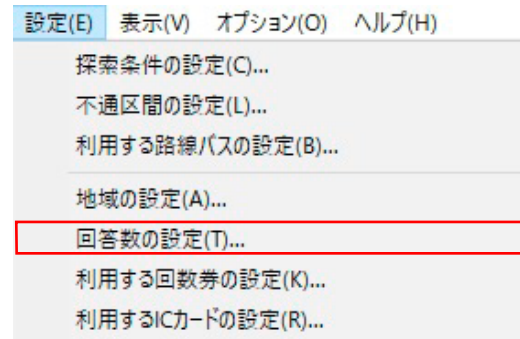 設定(E) 表示(V) オプション(O) ヘルプ(H)
探索条件の設定(C)...
不通区間の設定(L)...
利用する路線バスの設定(B)...
地域の設定(A)...
回答数の設定(T)...
利用する回数券の設定(K)...
利用するICカードの設定(R)...